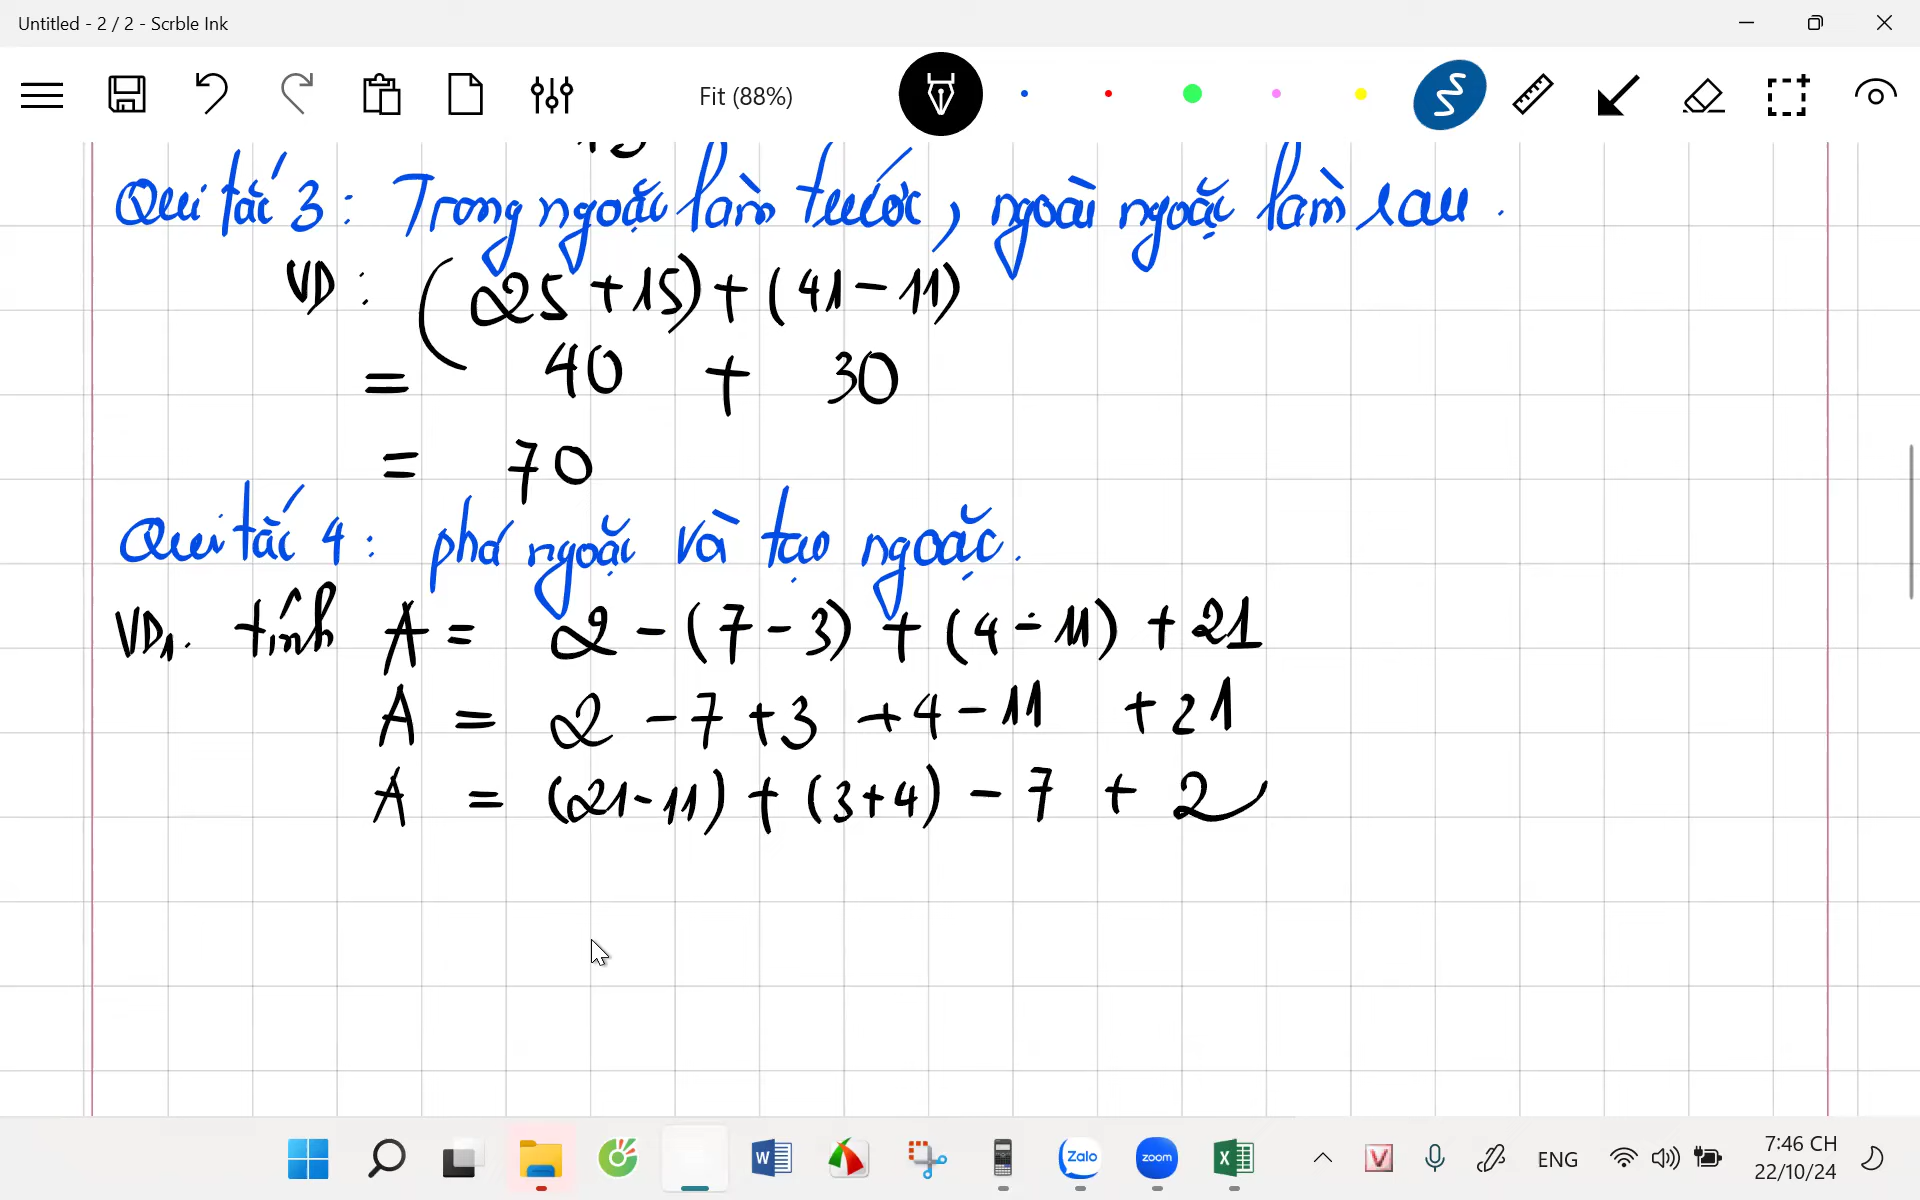 Untitled - 2 / 2 - Scrble Ink
Fit (88%)
Qui tắc 3 : Trong ngoặc làm trước, ngoài ngoặc làm sau.
VD : (25 + 15) + (41 - 11)
= 40 + 30
= 70
Qui tắc 4 : phá ngoặc và tạo ngoặc.
VD1. tính A = 2 - (7 - 3) + (4 - 11) + 21
A = 2 - 7 + 3 + 4 - 11 + 21
A = (21 - 11) + (3 + 4) - 7 + 2
Zalo
zoom
ENG
7:46 CH
22/10/24